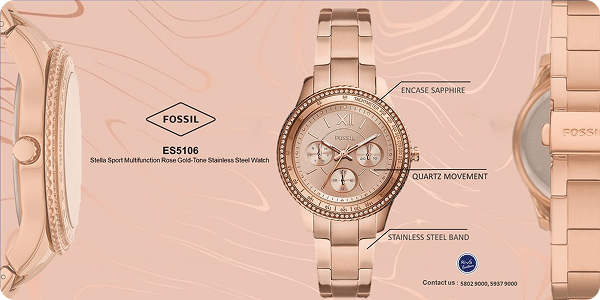 FOSSIL
ES5106
Stella Sport Multifunction Rose Gold-Tone Stainless Steel Watch
FOSSIL
ENCASE SAPPHIRE
QUARTZ MOVEMENT
STAINLESS STEEL BAND
FOSSIL
Contact us : 5802 9000, 5937 9000